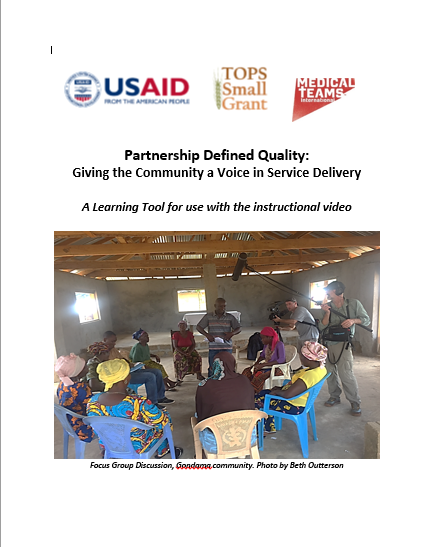 USAID
FROM THE AMERICAN PEOPLE
TOPS
Small
Grant
MEDICAL
TEAMS
International
Partnership Defined Quality:
Giving the Community a Voice in Service Delivery
A Learning Tool for use with the instructional video
Focus Group Discussion, Gondama community. Photo by Beth Outterson